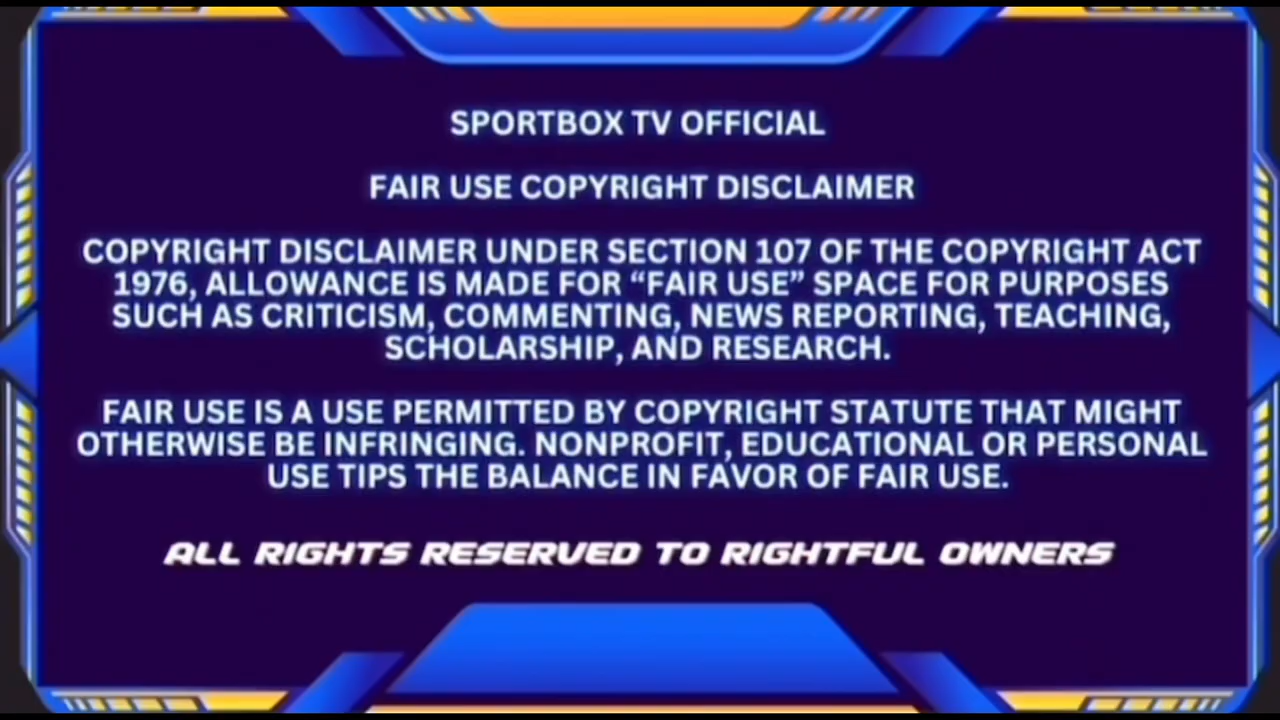 SPORTBOX TV OFFICIAL
FAIR USE COPYRIGHT DISCLAIMER
COPYRIGHT DISCLAIMER UNDER SECTION 107 OF THE COPYRIGHT ACT
1976, ALLOWANCE IS MADE FOR “FAIR USE” SPACE FOR PURPOSES
SUCH AS CRITICISM, COMMENTING, NEWS REPORTING, TEACHING,
SCHOLARSHIP, AND RESEARCH.
FAIR USE IS A USE PERMITTED BY COPYRIGHT STATUTE THAT MIGHT
OTHERWISE BE INFRINGING. NONPROFIT, EDUCATIONAL OR PERSONAL
USE TIPS THE BALANCE IN FAVOR OF FAIR USE.
ALL RIGHTS RESERVED TO RIGHTFUL OWNERS